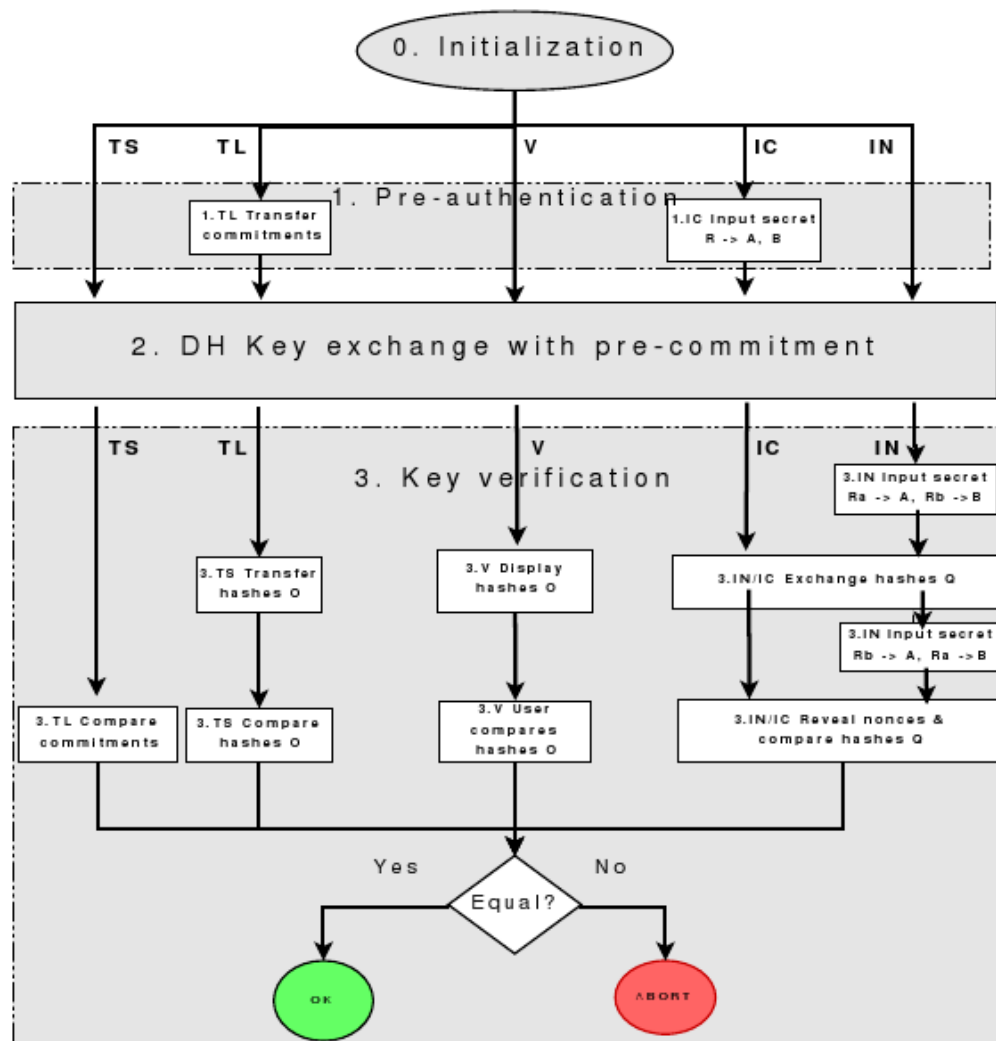 0. Initialization
TS TL V IC IN
1. Pre-authentication
1.TL Transfer
commitments
1.IC Input secret
R -> A, B
2. DH Key exchange with pre-commitment
TS TL V IC IN
3. Key verification
3.IN Input secret
Ra -> A, Rb ->B
3.TS Transfer
hashes O
3.V Display
hashes O
3.IN/IC Exchange hashes Q
3.IN Input secret
Rb -> A, Ra ->B
3.TL Compare
commitments
3.TS Compare
hashes O
3.V User
compares
hashes O
3.IN/IC Reveal nonces &
compare hashes Q
Yes No
Equal?
OK
ABORT